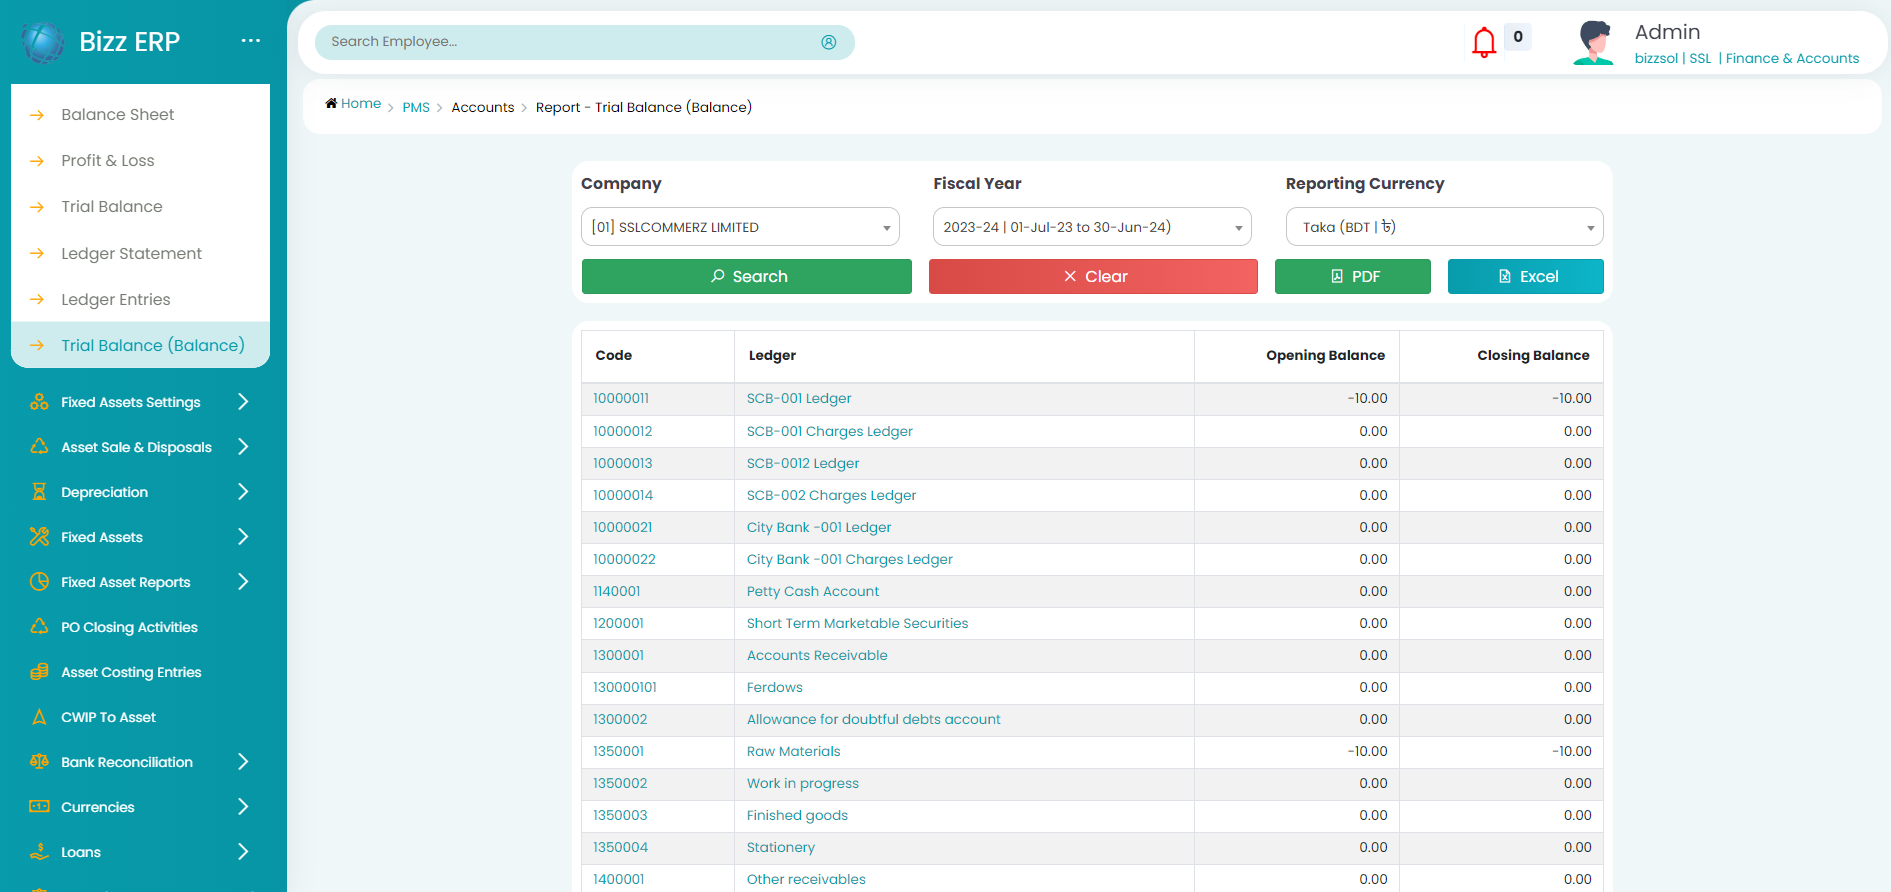 Bizz ERP ...
Search Employee...
0
Admin
bizzsol | SSL | Finance & Accounts
Home > PMS > Accounts > Report - Trial Balance (Balance)
Balance Sheet
Profit & Loss
Trial Balance
Ledger Statement
Ledger Entries
Trial Balance (Balance)
Fixed Assets Settings
Asset Sale & Disposals
Depreciation
Fixed Assets
Fixed Asset Reports
PO Closing Activities
Asset Costing Entries
CWIP To Asset
Bank Reconciliation
Currencies
Loans
Company Fiscal Year Reporting Currency
[01] SSLCOMMERZ LIMITED 2023-24 | 01-Jul-23 to 30-Jun-24) Taka (BDT | ৳)
Search Clear PDF Excel
Code Ledger Opening Balance Closing Balance
10000011 SCB-001 Ledger -10.00 -10.00
10000012 SCB-001 Charges Ledger 0.00 0.00
10000013 SCB-0012 Ledger 0.00 0.00
10000014 SCB-002 Charges Ledger 0.00 0.00
10000021 City Bank -001 Ledger 0.00 0.00
10000022 City Bank -001 Charges Ledger 0.00 0.00
1140001 Petty Cash Account 0.00 0.00
1200001 Short Term Marketable Securities 0.00 0.00
1300001 Accounts Receivable 0.00 0.00
130000101 Ferdows 0.00 0.00
1300002 Allowance for doubtful debts account 0.00 0.00
1350001 Raw Materials -10.00 -10.00
1350002 Work in progress 0.00 0.00
1350003 Finished goods 0.00 0.00
1350004 Stationery 0.00 0.00
1400001 Other receivables 0.00 0.00